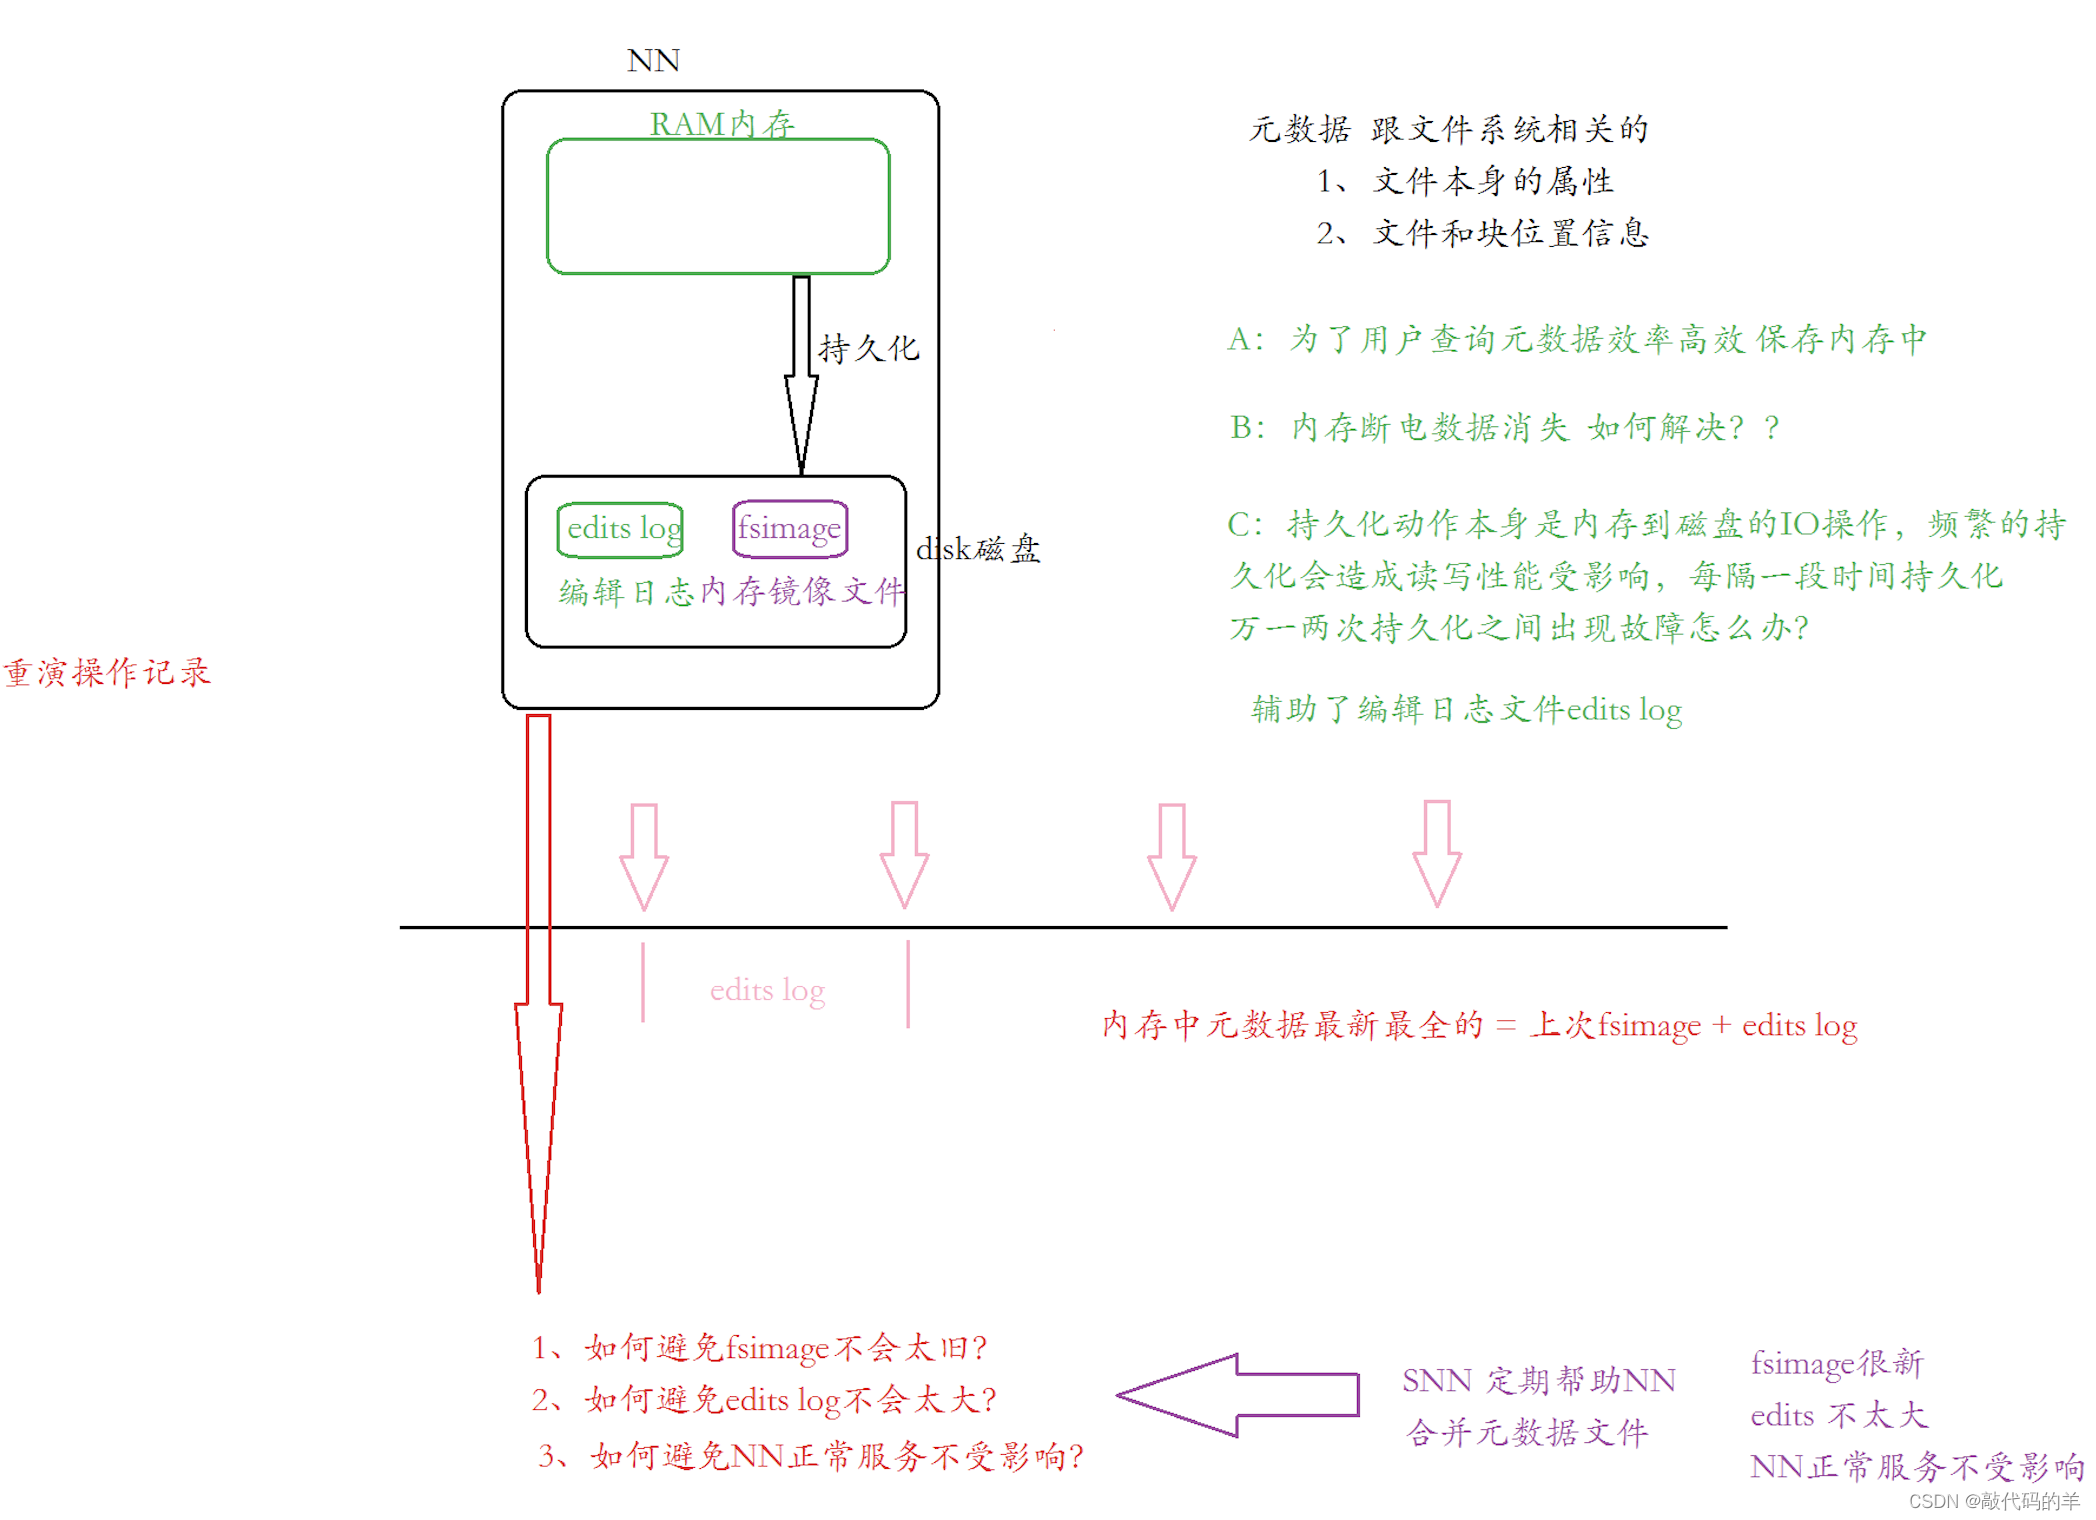 NN
RAM内存
持久化
edits log
fsimage
编辑日志
内存镜像文件
disk磁盘
元数据 跟文件系统相关的
1、文件本身的属性
2、文件和块位置信息
A：为了用户查询元数据效率高效 保存内存中
B：内存断电数据消失 如何解决？？
C：持久化动作本身是内存到磁盘的IO操作，频繁的持
久化会造成读写性能受影响，每隔一段时间持久化
万一两次持久化之间出现故障怎么办？
辅助了编辑日志文件edits log
重演操作记录
edits log
内存中元数据最新最全的 = 上次fsimage + edits log
1、如何避免fsimage不会太旧？
2、如何避免edits log不会太大？
3、如何避免NN正常服务不受影响？
SNN 定期帮助NN
合并元数据文件
fsimage很新
edits 不太大
NN正常服务不受影响
CSDN @敲代码的羊